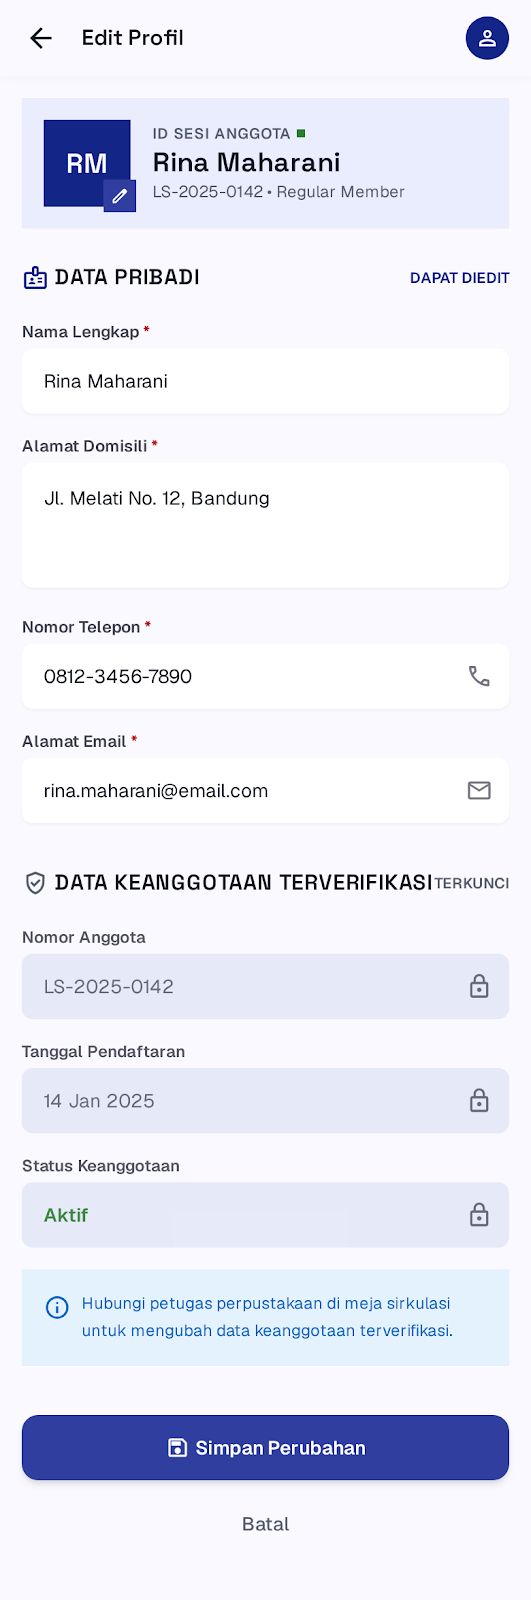 Edit Profil
RM
ID SESI ANGGOTA
Rina Maharani
LS-2025-0142 • Regular Member
DATA PRIBADI
DAPAT DIEDIT
Nama Lengkap *
Rina Maharani
Alamat Domisili *
Jl. Melati No. 12, Bandung
Nomor Telepon *
0812-3456-7890
Alamat Email *
rina.maharani@email.com
DATA KEANGGOTAAN TERVERIFIKASI
TERKUNCI
Nomor Anggota
LS-2025-0142
Tanggal Pendaftaran
14 Jan 2025
Status Keanggotaan
Aktif
Hubungi petugas perpustakaan di meja sirkulasi
untuk mengubah data keanggotaan terverifikasi.
Simpan Perubahan
Batal